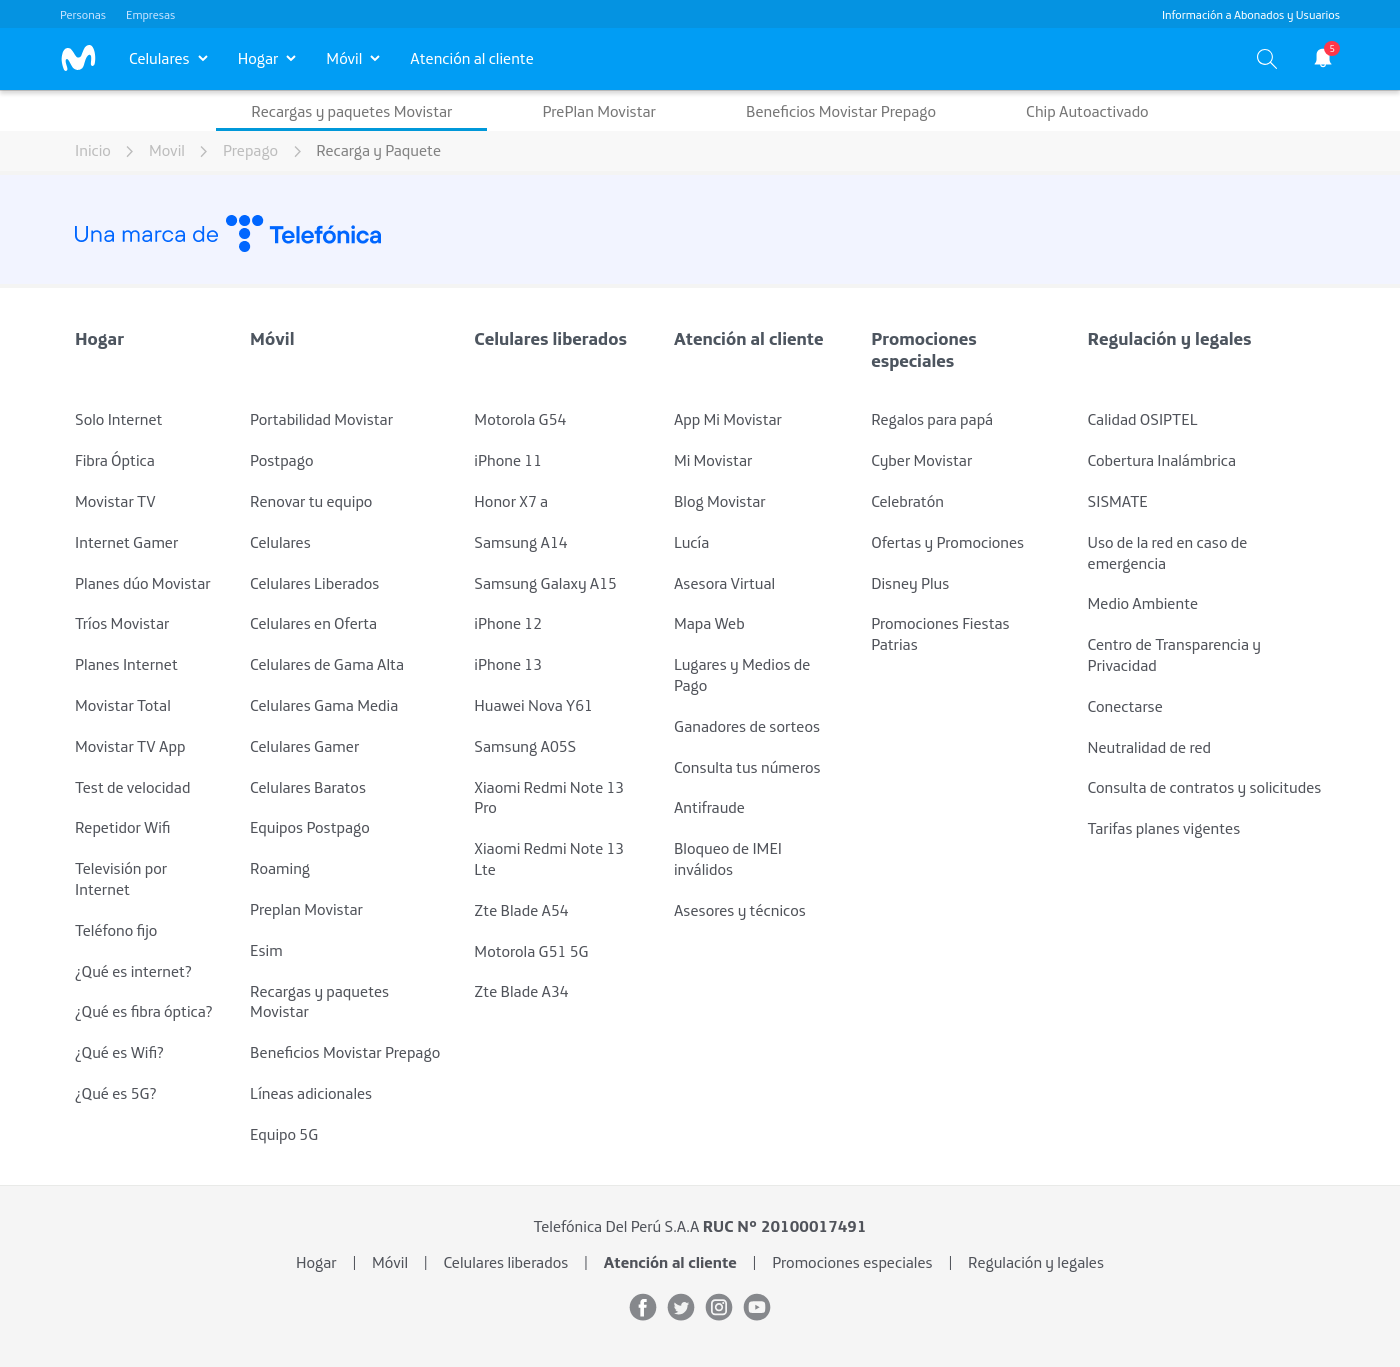 Personas Empresas Información a Abonados y Usuarios
Celulares Hogar Móvil Atención al cliente 5
Recargas y paquetes Movistar PrePlan Movistar Beneficios Movistar Prepago Chip Autoactivado
Inicio Movil Prepago Recarga y Paquete
Una marca de Telefónica
Hogar
Solo Internet
Fibra Óptica
Movistar TV
Internet Gamer
Planes dúo Movistar
Tríos Movistar
Planes Internet
Movistar Total
Movistar TV App
Test de velocidad
Repetidor Wifi
Televisión por
Internet
Teléfono fijo
¿Qué es internet?
¿Qué es fibra óptica?
¿Qué es Wifi?
¿Qué es 5G?
Móvil
Portabilidad Movistar
Postpago
Renovar tu equipo
Celulares
Celulares Liberados
Celulares en Oferta
Celulares de Gama Alta
Celulares Gama Media
Celulares Gamer
Celulares Baratos
Equipos Postpago
Roaming
Preplan Movistar
Esim
Recargas y paquetes
Movistar
Beneficios Movistar Prepago
Líneas adicionales
Equipo 5G
Celulares liberados
Motorola G54
iPhone 11
Honor X7 a
Samsung A14
Samsung Galaxy A15
iPhone 12
iPhone 13
Huawei Nova Y61
Samsung A05S
Xiaomi Redmi Note 13
Pro
Xiaomi Redmi Note 13
Lte
Zte Blade A54
Motorola G51 5G
Zte Blade A34
Atención al cliente
App Mi Movistar
Mi Movistar
Blog Movistar
Lucía
Asesora Virtual
Mapa Web
Lugares y Medios de
Pago
Ganadores de sorteos
Consulta tus números
Antifraude
Bloqueo de IMEI
inválidos
Asesores y técnicos
Promociones
especiales
Regalos para papá
Cyber Movistar
Celebratón
Ofertas y Promociones
Disney Plus
Promociones Fiestas
Patrias
Regulación y legales
Calidad OSIPTEL
Cobertura Inalámbrica
SISMATE
Uso de la red en caso de
emergencia
Medio Ambiente
Centro de Transparencia y
Privacidad
Conectarse
Neutralidad de red
Consulta de contratos y solicitudes
Tarifas planes vigentes
Telefónica Del Perú S.A.A RUC Nº 20100017491
Hogar | Móvil | Celulares liberados | Atención al cliente | Promociones especiales | Regulación y legales